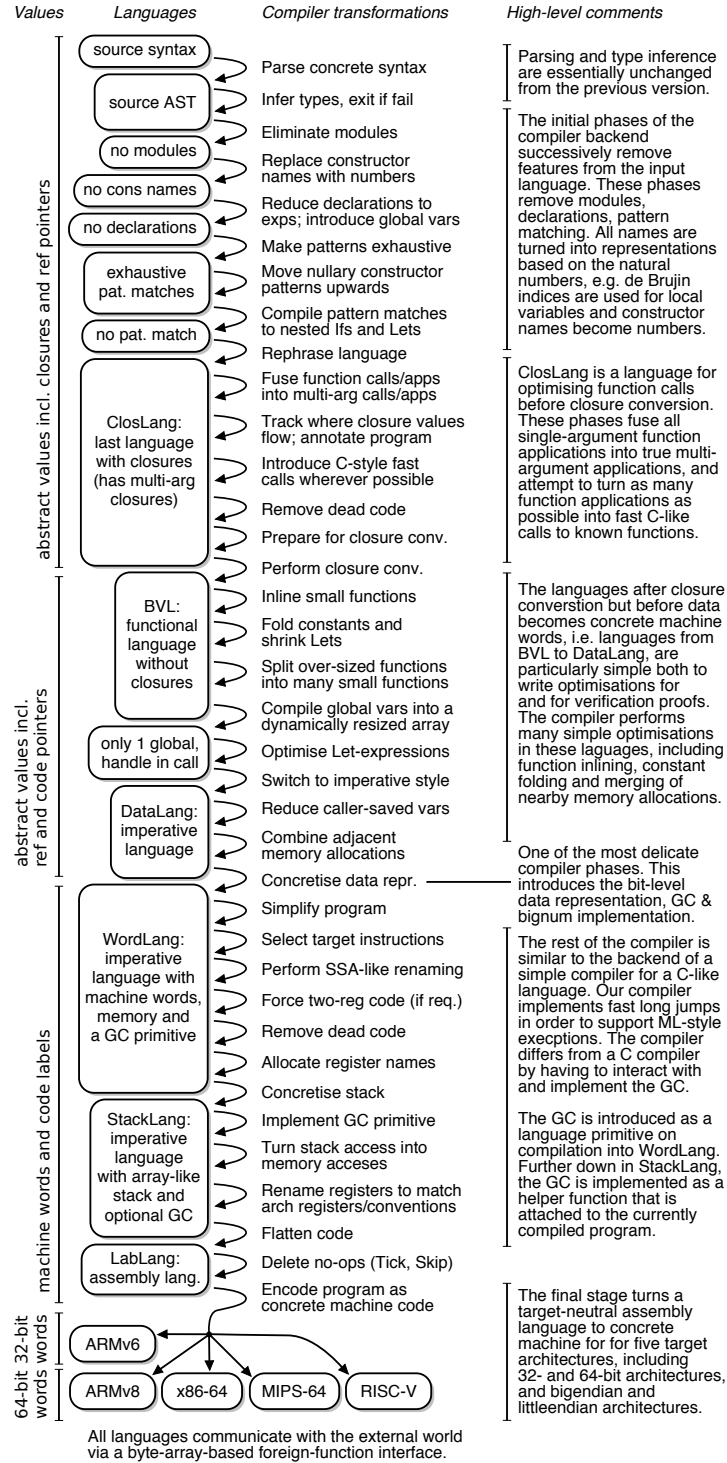 Values Languages Compiler transformations High-level comments
abstract values incl. closures and ref pointers
source syntax
source AST
no modules
no cons names
no declarations
exhaustive
pat. matches
no pat. match
ClosLang:
last language
with closures
(has multi-arg
closures)
Parse concrete syntax
Infer types, exit if fail
Eliminate modules
Replace constructor
names with numbers
Reduce declarations to
exps; introduce global vars
Make patterns exhaustive
Move nullary constructor
patterns upwards
Compile pattern matches
to nested Ifs and Lets
Rephrase language
Fuse function calls/apps
into multi-arg calls/apps
Track where closure values
flow; annotate program
Introduce C-style fast
calls wherever possible
Remove dead code
Prepare for closure conv.
Perform closure conv.
Parsing and type inference
are essentially unchanged
from the previous version.
The initial phases of the
compiler backend
successively remove
features from the input
language. These phases
remove modules,
declarations, pattern
matching. All names are
turned into representations
based on the natural
numbers, e.g. de Brujin
indices are used for local
variables and constructor
names become numbers.
ClosLang is a language for
optimising function calls
before closure conversion.
These phases fuse all
single-argument function
applications into true multi-
argument applications, and
attempt to turn as many
function applications as
possible into fast C-like
calls to known functions.
abstract values incl.
ref and code pointers
BVL:
functional
language
without
closures
only 1 global,
handle in call
DataLang:
imperative
language
Inline small functions
Fold constants and
shrink Lets
Split over-sized functions
into many small functions
Compile global vars into a
dynamically resized array
Optimise Let-expressions
Switch to imperative style
Reduce caller-saved vars
Combine adjacent
memory allocations
Concretise data repr.
The languages after closure
converstion but before data
becomes concrete machine
words, i.e. languages from
BVL to DataLang, are
particularly simple both to
write optimisations for
and for verification proofs.
The compiler performs
many simple optimisations
in these laguages, including
function inlining, constant
folding and merging of
nearby memory allocations.
One of the most delicate
compiler phases. This
introduces the bit-level
data representation, GC &
bignum implementation.
machine words and code labels
WordLang:
imperative
language with
machine words,
memory and
a GC primitive
StackLang:
imperative
language
with array-like
stack and
optional GC
LabLang:
assembly lang.
Simplify program
Select target instructions
Perform SSA-like renaming
Force two-reg code (if req.)
Remove dead code
Allocate register names
Concretise stack
Implement GC primitive
Turn stack access into
memory acceses
Rename registers to match
arch registers/conventions
Flatten code
Delete no-ops (Tick, Skip)
Encode program as
concrete machine code
The rest of the compiler is
similar to the backend of a
simple compiler for a C-like
language. Our compiler
implements fast long jumps
in order to support ML-style
execptions. The compiler
differs from a C compiler
by having to interact with
and implement the GC.
The GC is introduced as a
language primitive on
compilation into WordLang.
Further down in StackLang,
the GC is implemented as a
helper function that is
attached to the currently
compiled program.
32-bit
words
ARMv6
64-bit
words
ARMv8 x86-64 MIPS-64 RISC-V
The final stage turns a
target-neutral assembly
language to concrete
machine for for five target
architectures, including
32- and 64-bit architectures,
and bigendian and
littleendian architectures.
All languages communicate with the external world
via a byte-array-based foreign-function interface.